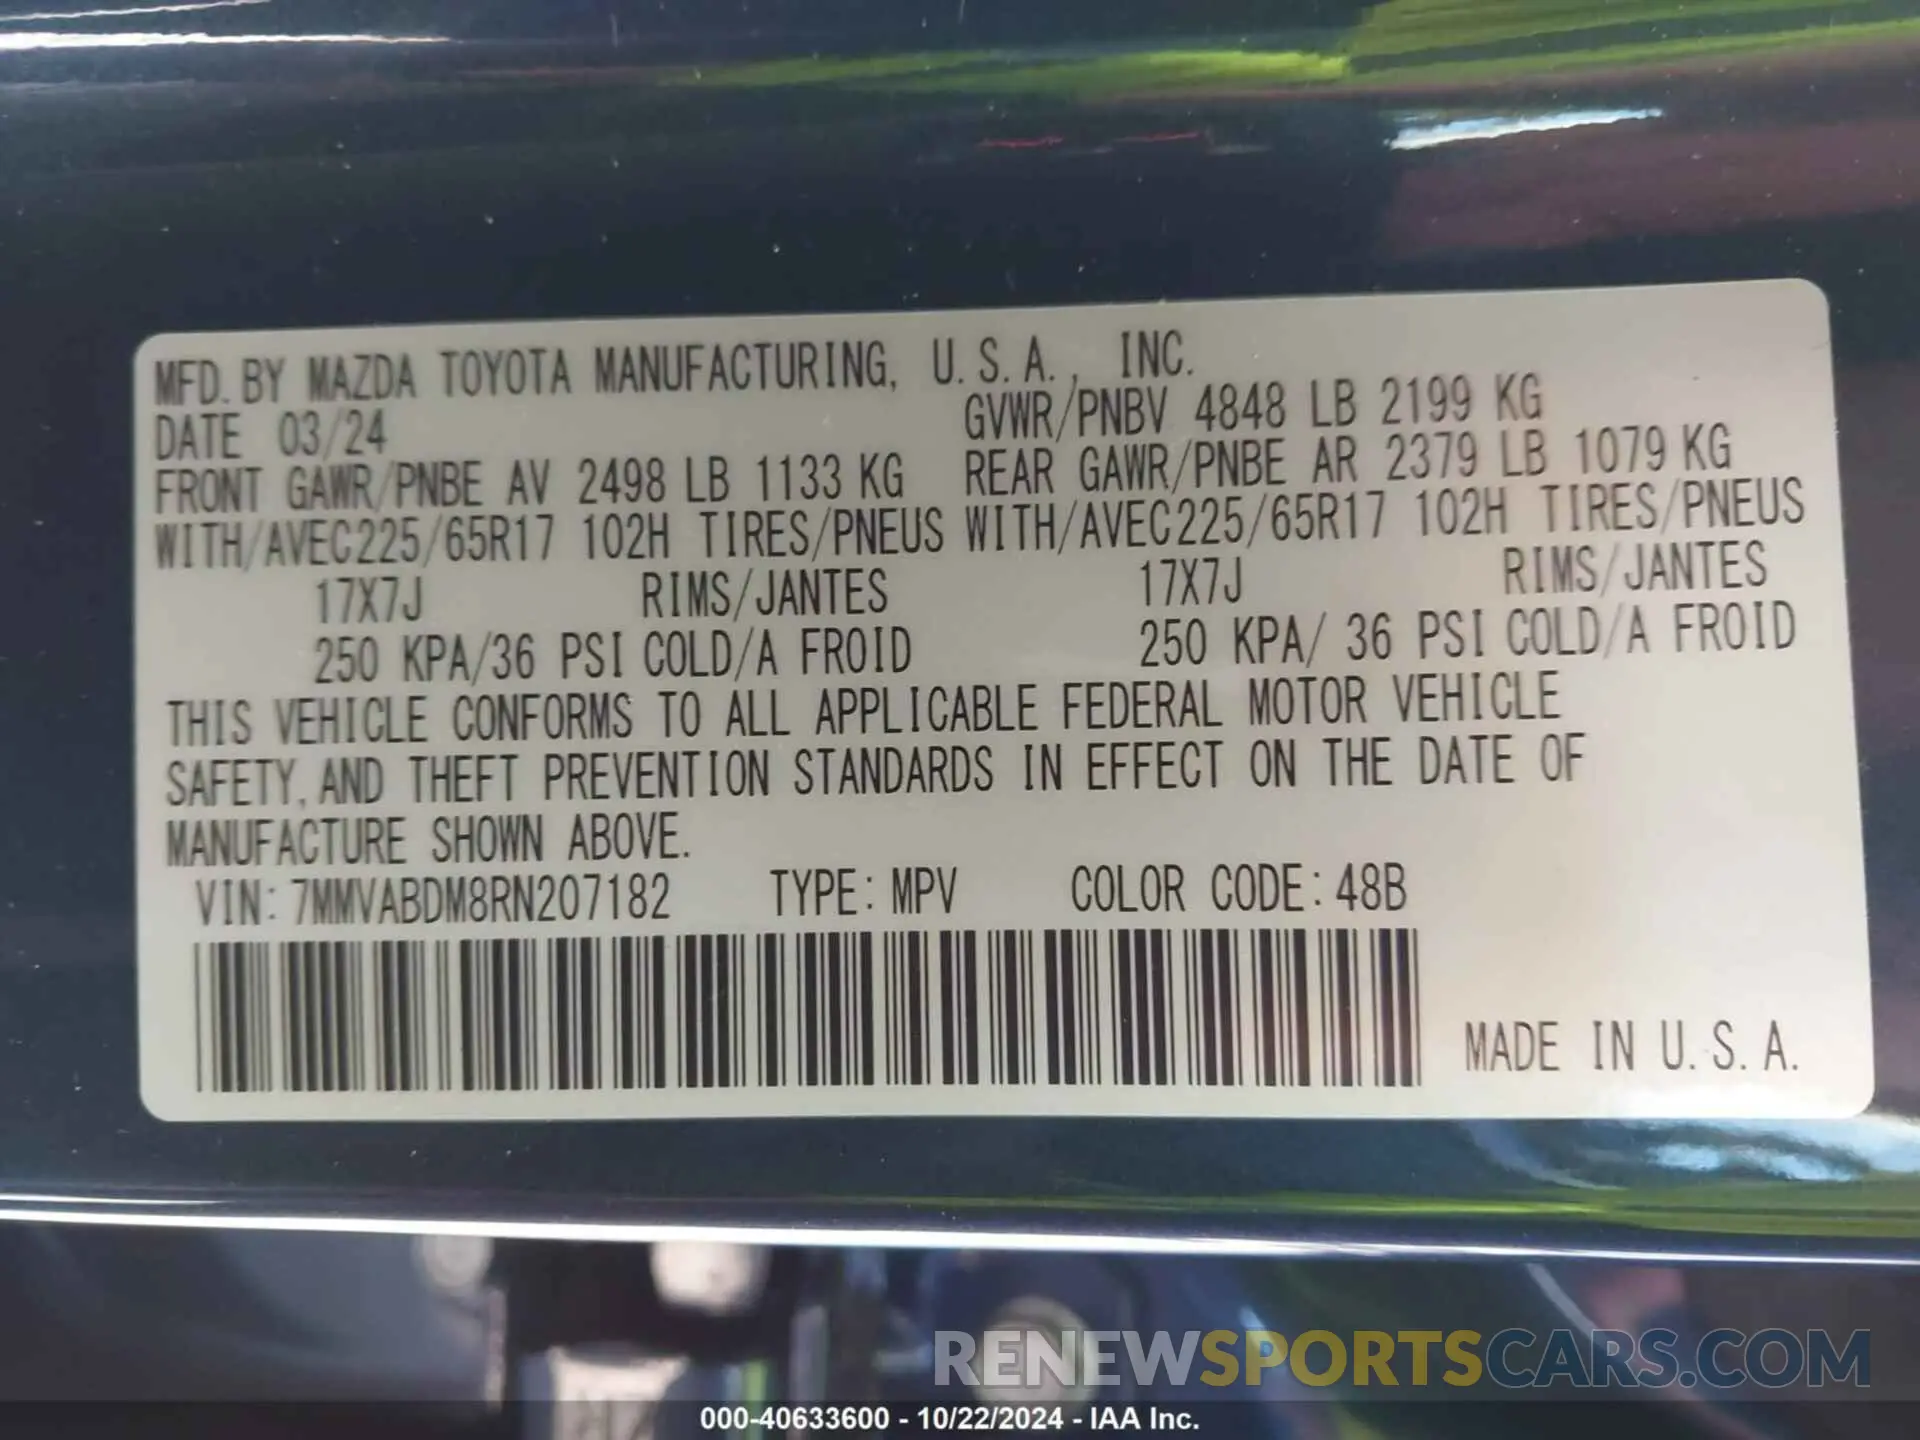 MFD. BY MAZDA TOYOTA MANUFACTURING, U.S.A., INC.
DATE 03/24 GVWR/PNBV 4848 LB 2199 KG
FRONT GAWR/PNBE AV 2498 LB 1133 KG REAR GAWR/PNBE AR 2379 LB 1079 KG
WITH/AVEC225/65R17 102H TIRES/PNEUS WITH/AVEC225/65R17 102H TIRES/PNEUS
17X7J RIMS/JANTES 17X7J RIMS/JANTES
250 KPA/36 PSI COLD/A FROID 250 KPA/ 36 PSI COLD/A FROID
THIS VEHICLE CONFORMS TO ALL APPLICABLE FEDERAL MOTOR VEHICLE
SAFETY, AND THEFT PREVENTION STANDARDS IN EFFECT ON THE DATE OF
MANUFACTURE SHOWN ABOVE.
VIN: 7MMVABDM8RN207182 TYPE: MPV COLOR CODE: 48B
MADE IN U.S.A.
RENEWSPORTSCARS.COM
000-40633600 - 10/22/2024 - IAA Inc.